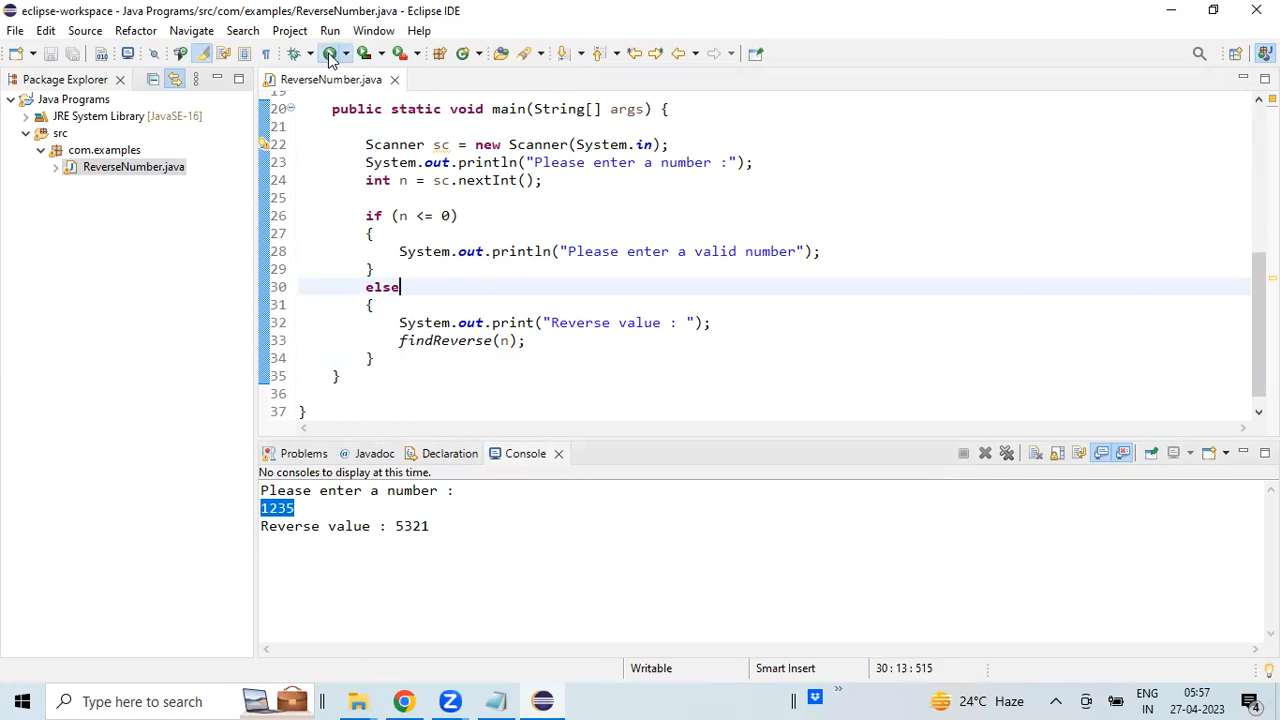 eclipse-workspace - Java Programs/src/com/examples/ReverseNumber.java - Eclipse IDE
File Edit Source Refactor Navigate Search Project Run Window Help
Package Explorer
ReverseNumber.java
Java Programs
JRE System Library [JavaSE-16]
src
com.examples
ReverseNumber.java
19
20 public static void main(String[] args) {
21
22 Scanner sc = new Scanner(System.in);
23 System.out.println("Please enter a number :");
24 int n = sc.nextInt();
25
26 if (n <= 0)
27 {
28 System.out.println("Please enter a valid number");
29 }
30 else
31 {
32 System.out.print("Reverse value : ");
33 findReverse(n);
34 }
35 }
36
37 }
Problems Javadoc Declaration Console
No consoles to display at this time.
Please enter a number :
1235
Reverse value : 5321
Writable Smart Insert 30 : 13 : 515
Type here to search
24°C Haze
ENG
IN
05:57
27-04-2023
4